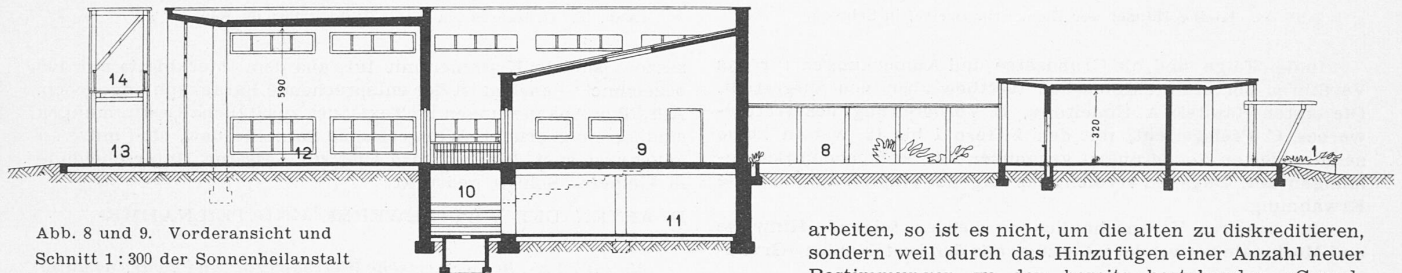 14
13
590
12
10
9
11
8
320
1
Abb. 8 und 9. Vorderansicht und
Schnitt 1 : 300 der Sonnenheilanstalt
arbeiten, so ist es nicht, um die alten zu diskreditieren,
sondern weil durch das Hinzufügen einer Anzahl neuer